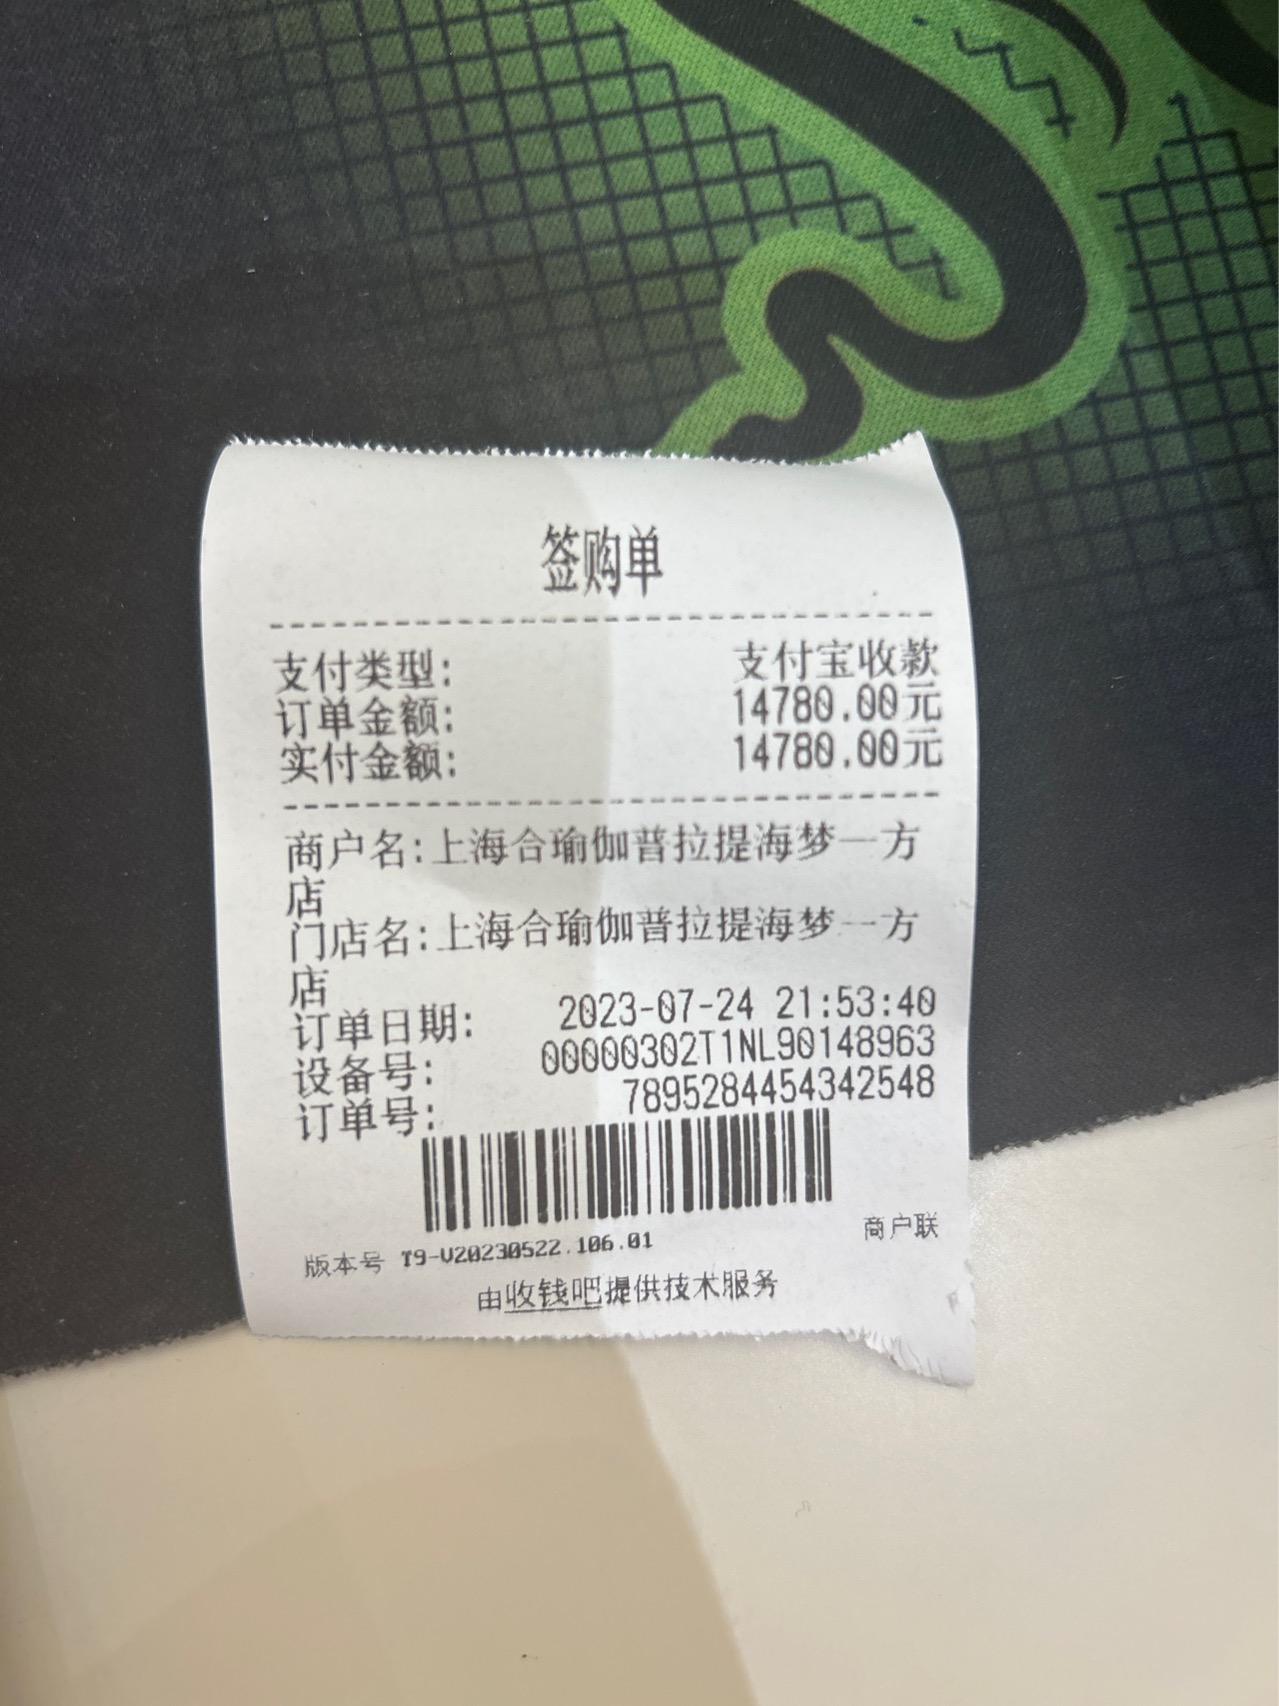 签购单
支付类型: 支付宝收款
订单金额: 14780.00元
实付金额: 14780.00元
商户名:上海合瑜伽普拉提海梦一方
店
门店名:上海合瑜伽普拉提海梦一方
店
订单日期: 2023-07-24 21:53:40
设备号: 00000302T1NL90148963
订单号: 7895284454342548
版本号 T9-V20230522.106.01 商户联
由收钱吧提供技术服务